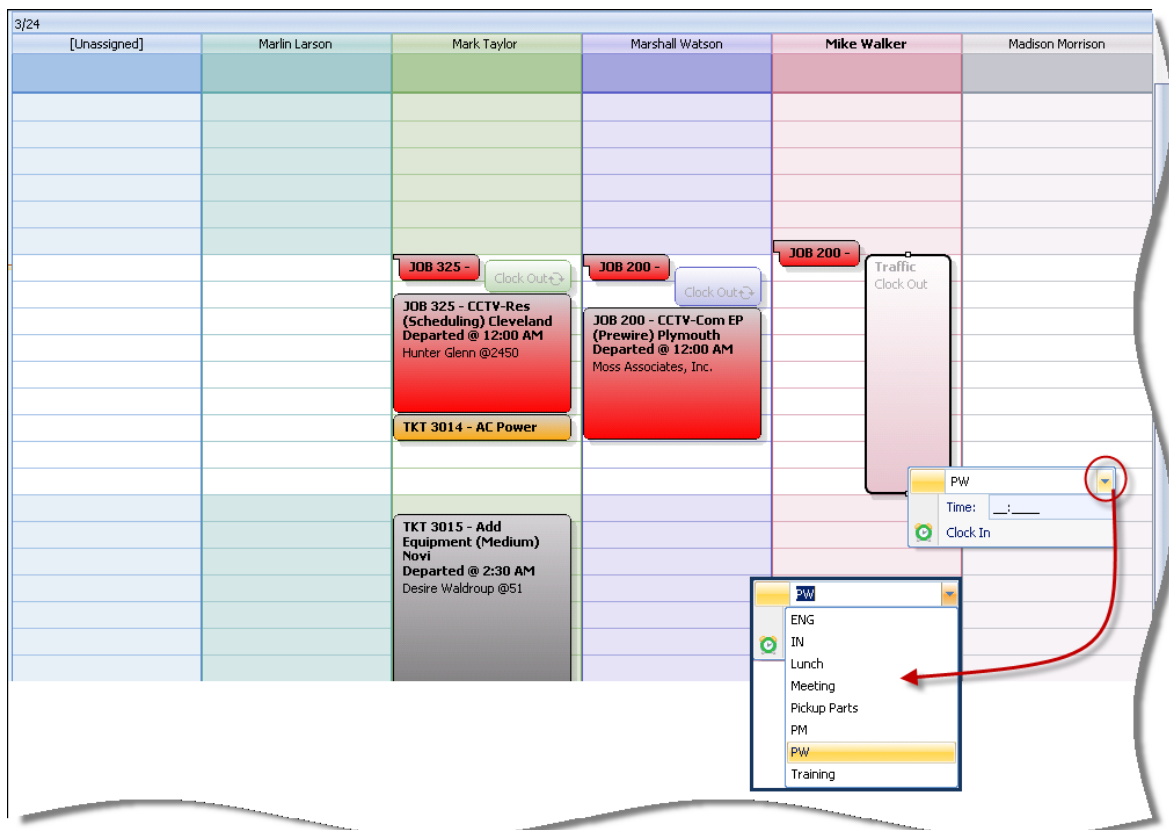 3/24
[Unassigned]
Marlin Larson
Mark Taylor
Marshall Watson
Mike Walker
Madison Morrison
JOB 325 -
Clock Out
JOB 325 - CCTV-Res
(Scheduling) Cleveland
Departed @ 12:00 AM
Hunter Glenn @2450
TKT 3014 - AC Power
TKT 3015 - Add
Equipment (Medium)
Novi
Departed @ 2:30 AM
Desire Waldroup @51
JOB 200 -
Clock Out
JOB 200 - CCTV-Com EP
(Prewire) Plymouth
Departed @ 12:00 AM
Moss Associates, Inc.
JOB 200 -
Traffic
Clock Out
PW
Time: __:____
Clock In
PW
ENG
IN
Lunch
Meeting
Pickup Parts
PM
PW
Training